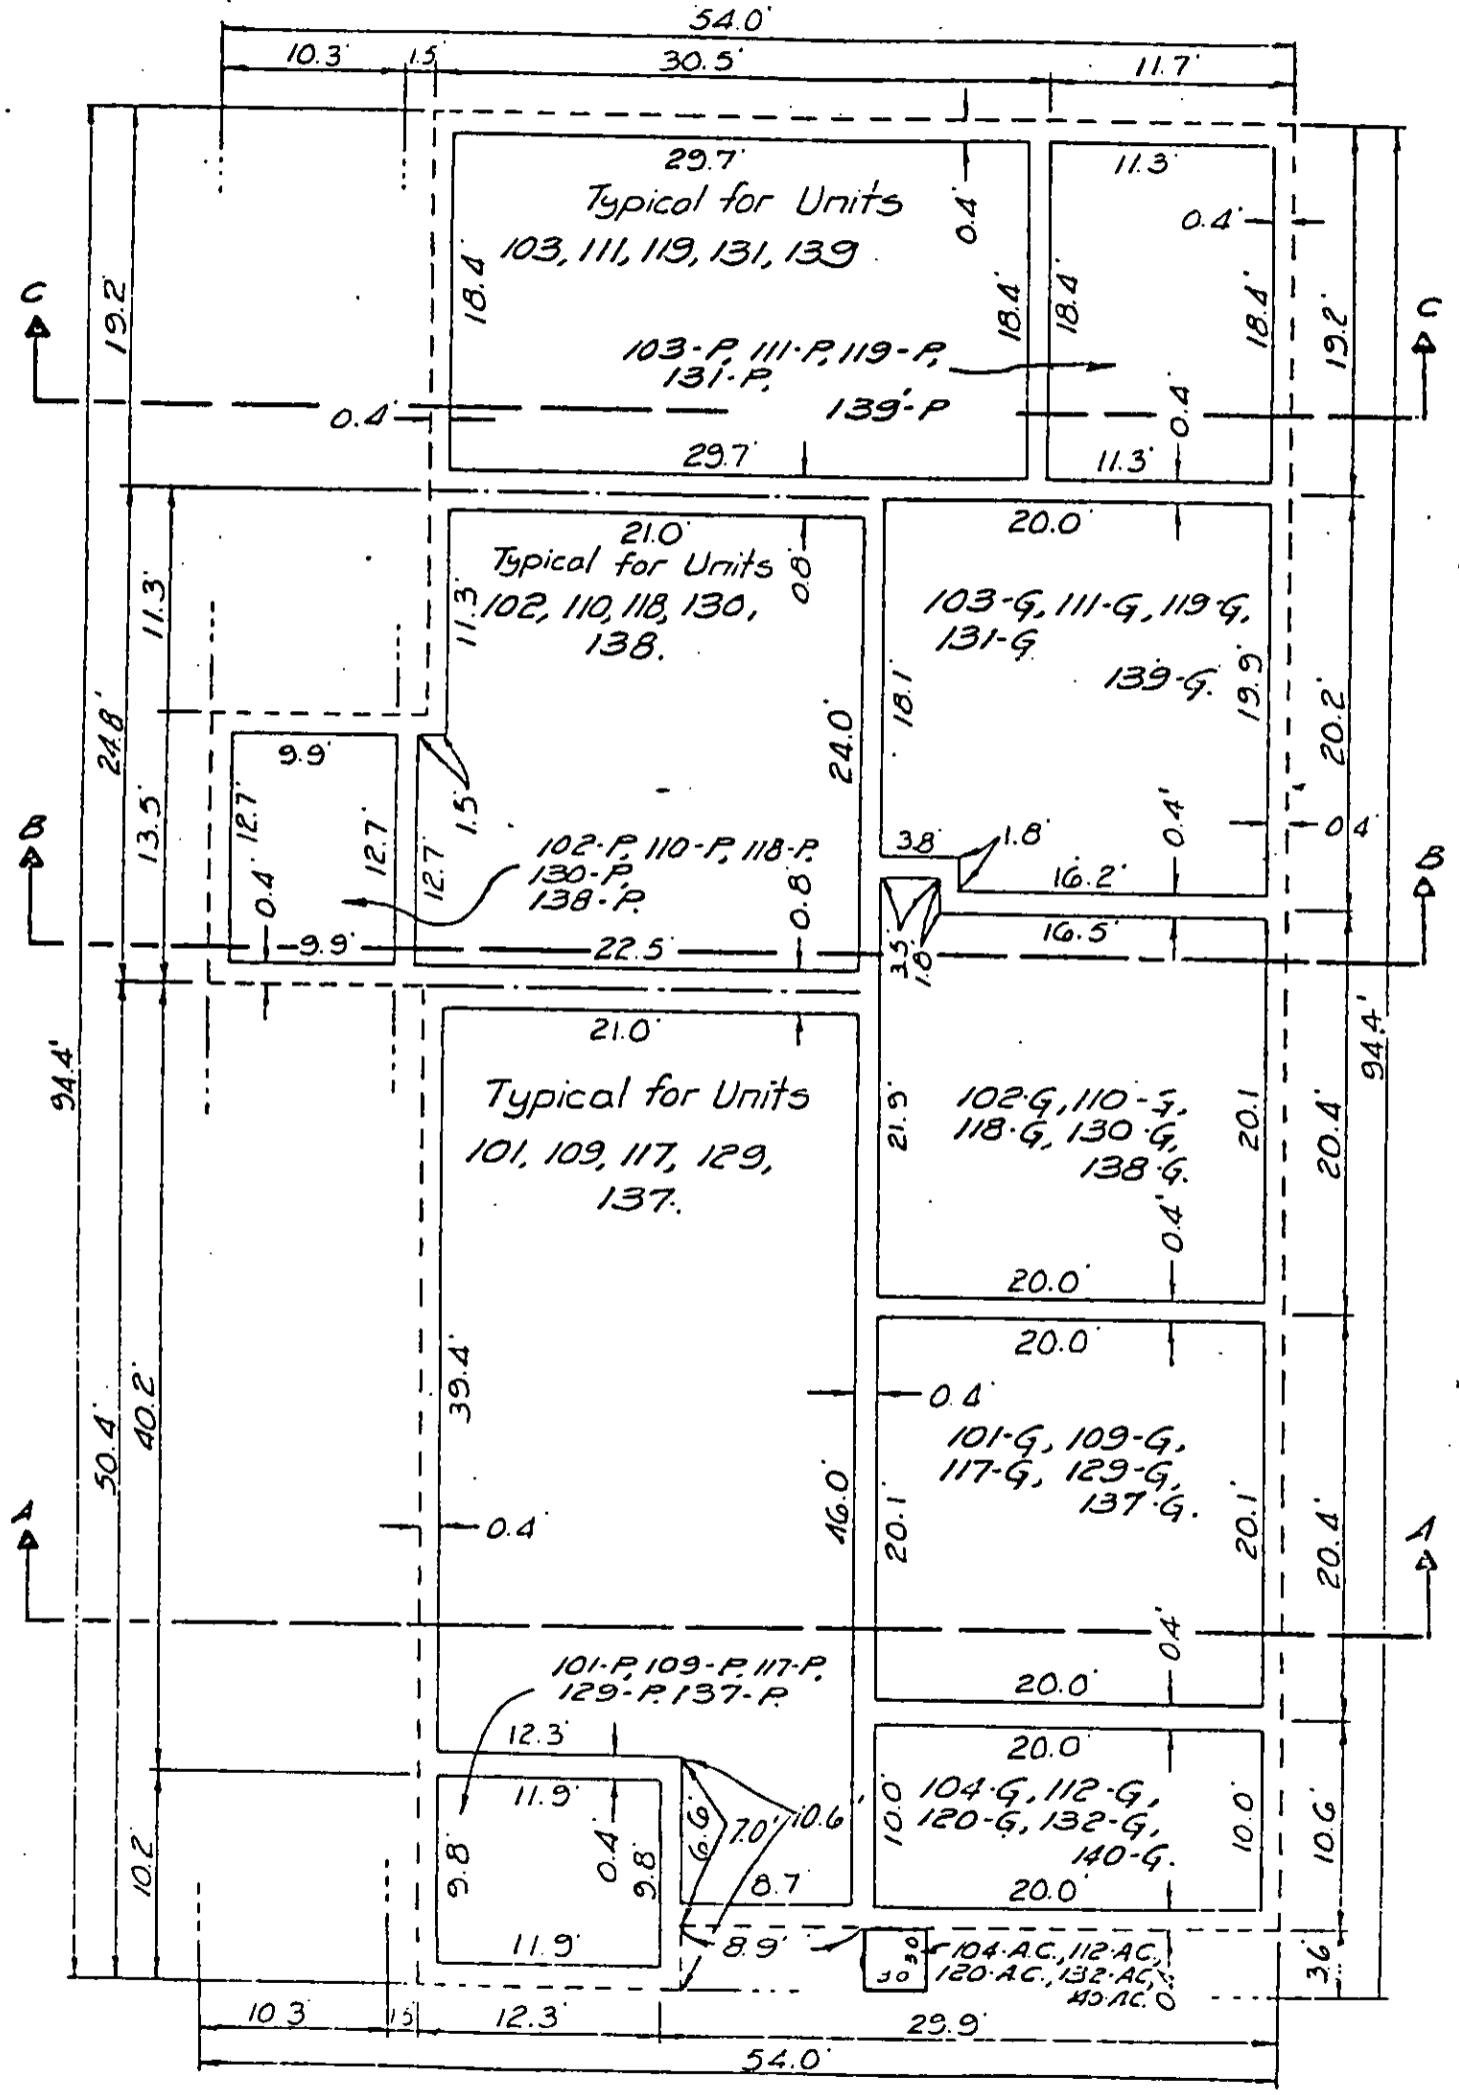 54.0'
10.3' 1.5' 30.5' 11.7'
29.7' 11.3'
Typical for Units
103, 111, 119, 131, 139
0.4' 0.4'
18.4' 18.4' 18.4' 18.4'
19.2' 19.2'
C C
103-P, 111-P, 119-P,
131-P,
139-P
0.4' 0.4'
29.7' 11.3'
21.0' 20.0'
Typical for Units
102, 110, 118, 130,
138.
0.8'
11.3' 11.3'
103-G, 111-G, 119-G,
131-G
139-G.
18.1' 19.9'
24.8' 24.0' 20.2'
9.9'
13.5' 12.7' 12.7' 12.7' 1.5'
3.8' 1.8' 0.4' 0.4'
B B
102-P, 110-P, 118-P.
130-P,
138-P.
0.4' 0.8'
16.2'
9.9' 22.5' 16.5'
3.5' 1.8'
21.0'
94.4' 94.4'
Typical for Units
101, 109, 117, 129,
137.
102-G, 110-G,
118-G, 130-G,
138-G.
21.9' 20.1 20.4'
0.4'
20.0'
20.0'
39.4' 0.4'
50.4' 40.2'
101-G, 109-G,
117-G, 129-G,
137-G.
46.0' 20.1' 20.1' 20.4'
A A
0.4'
0.4'
101-P, 109-P, 117-P,
129-P, 137-P.
20.0'
12.3'
20.0'
11.9' 10.6'
6.6' 7.0'
104-G, 112-G,
120-G, 132-G,
140-G.
10.0' 10.0' 10.6'
10.2' 9.8' 0.4' 9.8'
8.7 20.0'
11.9' 8.9'
3.0 3.0
104-A.C., 112-A.C.,
120-A.C., 132-A.C.,
140-A.C.
3.6'
10.3' 1.5' 12.3' 29.9'
54.0'